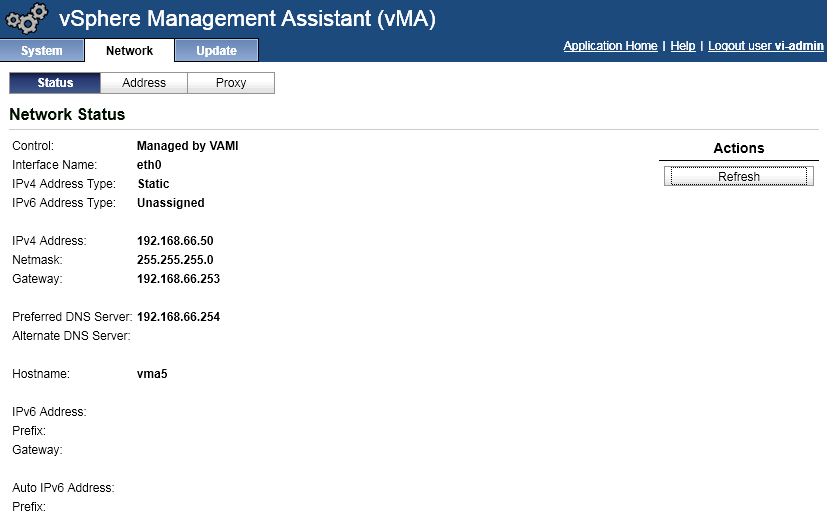 vSphere Management Assistant (vMA)
System Network Update
Application Home | Help | Logout user vi-admin
Status Address Proxy
Network Status
Control: Managed by VAMI
Interface Name: eth0
IPv4 Address Type: Static
IPv6 Address Type: Unassigned
Actions
Refresh
IPv4 Address: 192.168.66.50
Netmask: 255.255.255.0
Gateway: 192.168.66.253
Preferred DNS Server: 192.168.66.254
Alternate DNS Server:
Hostname: vma5
IPv6 Address:
Prefix:
Gateway:
Auto IPv6 Address:
Prefix: